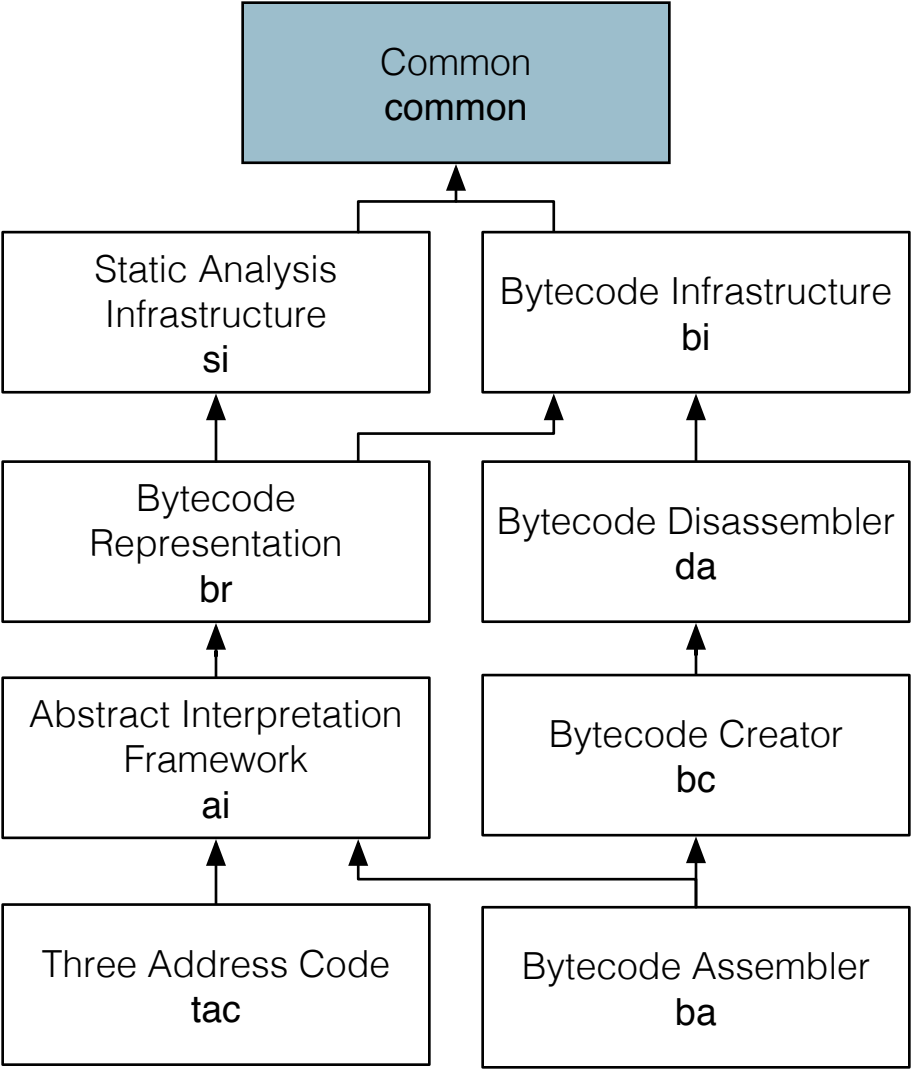 Common
common
Static Analysis
Infrastructure
si
Bytecode Infrastructure
bi
Bytecode
Representation
br
Bytecode Disassembler
da
Abstract Interpretation
Framework
ai
Bytecode Creator
bc
Three Address Code
tac
Bytecode Assembler
ba